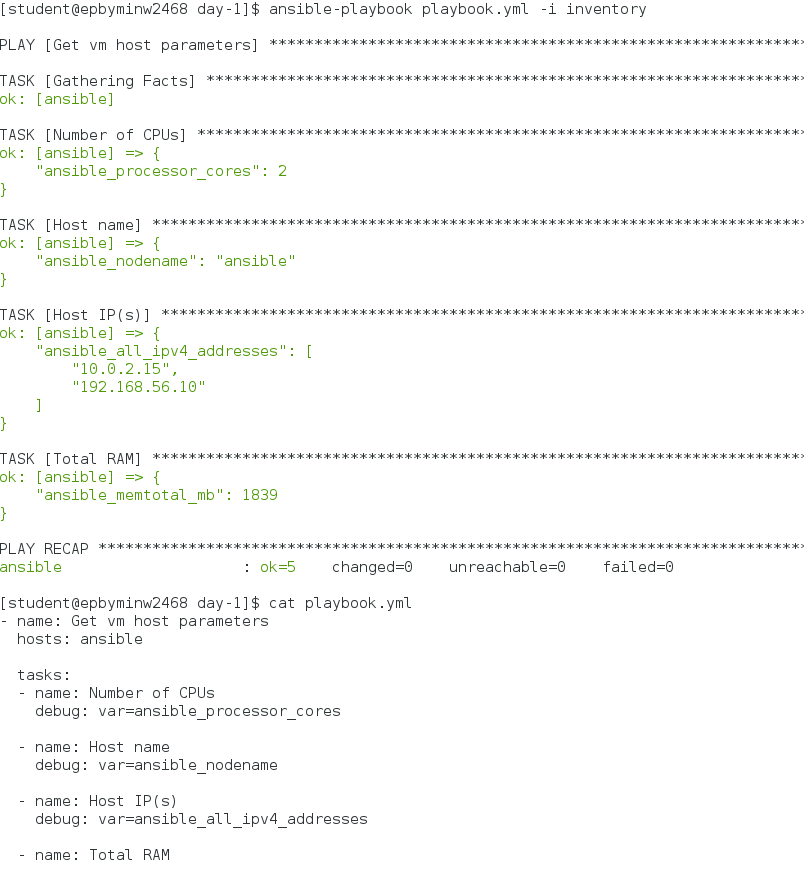 [student@epbyminw2468 day-1]$ ansible-playbook playbook.yml -i inventory
PLAY [Get vm host parameters] ************************************************************
TASK [Gathering Facts] *******************************************************************
ok: [ansible]
TASK [Number of CPUs] ********************************************************************
ok: [ansible] => {
    "ansible_processor_cores": 2
}
TASK [Host name] *************************************************************************
ok: [ansible] => {
    "ansible_nodename": "ansible"
}
TASK [Host IP(s)] ************************************************************************
ok: [ansible] => {
    "ansible_all_ipv4_addresses": [
        "10.0.2.15",
        "192.168.56.10"
    ]
}
TASK [Total RAM] *************************************************************************
ok: [ansible] => {
    "ansible_memtotal_mb": 1839
}
PLAY RECAP *******************************************************************************
ansible                    : ok=5    changed=0    unreachable=0    failed=0
[student@epbyminw2468 day-1]$ cat playbook.yml
- name: Get vm host parameters
  hosts: ansible
  tasks:
  - name: Number of CPUs
    debug: var=ansible_processor_cores
  - name: Host name
    debug: var=ansible_nodename
  - name: Host IP(s)
    debug: var=ansible_all_ipv4_addresses
  - name: Total RAM